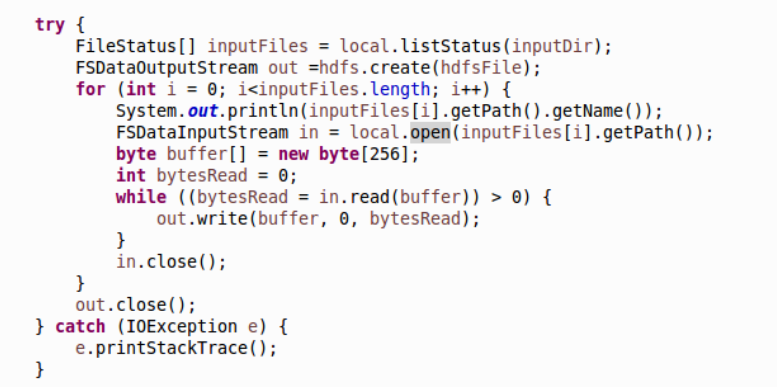 try {
FileStatus[] inputFiles = local.listStatus(inputDir);
FSDataOutputStream out =hdfs.create(hdfsFile);
for (int i = 0; i<inputFiles.length; i++) {
System.out.println(inputFiles[i].getPath().getName());
FSDataInputStream in = local.open(inputFiles[i].getPath());
byte buffer[] = new byte[256];
int bytesRead = 0;
while ((bytesRead = in.read(buffer)) > 0) {
out.write(buffer, 0, bytesRead);
}
in.close();
}
out.close();
} catch (IOException e) {
e.printStackTrace();
}